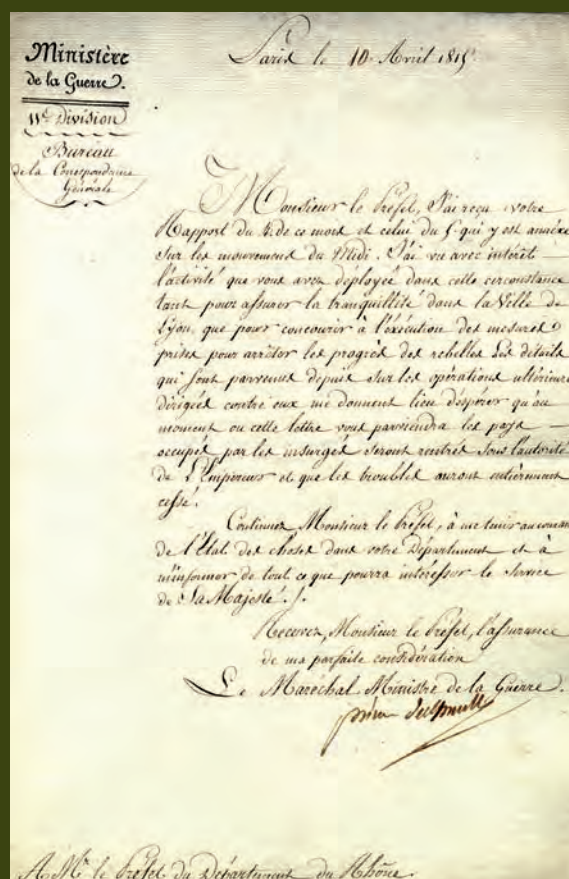 Ministère
de la Guerre.
11e. Division
Bureau
de la Correspondance
Générale
Paris le 10 Avril 1815.
Monsieur le Préfet, J'ai reçu votre
Rapport du 4. de ce mois et celui du 5. qui y est annexé
sur les mouvemens du Midi. J'ai vu avec intérêt
l'activité que vous avez déployée dans cette circonstance
tant pour assurer la tranquillité dans la Ville de
Lyon, que pour concourir à l'exécution des mesures
prises pour arrêter les progrès des rebelles Les détails
qui sont parvenus depuis sur les opérations ultérieures
dirigées contre eux me donnent lieu d'espérer qu'au
moment ou cette lettre vous parviendra les pays
occupés par les insurgés seront rentrés sous l'autorité
de L'Empereur et que les troubles auront entièrement
cessé.
Continuez, Monsieur le Préfet, à me tenir au courant
de l'Etat des choses dans votre Département et à
m'informer de tout ce que pourra intéresser le service
de Sa Majesté ./.
Recevez, Monsieur le Préfet, l'assurance
de ma parfaite considération
Le Maréchal Ministre de la Guerre.
A Mr. le Préfet du Département du Rhône.